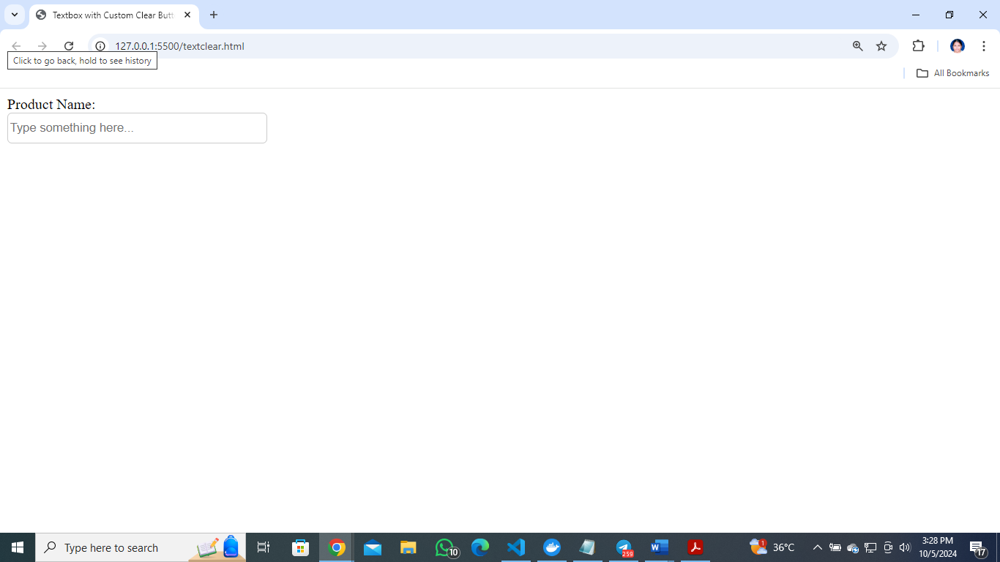 Textbox with Custom Clear Butt
127.0.0.1:5500/textclear.html
Click to go back, hold to see history
All Bookmarks
Product Name:
Type something here...
Type here to search
10
259
1
36°C
3:28 PM
10/5/2024
17